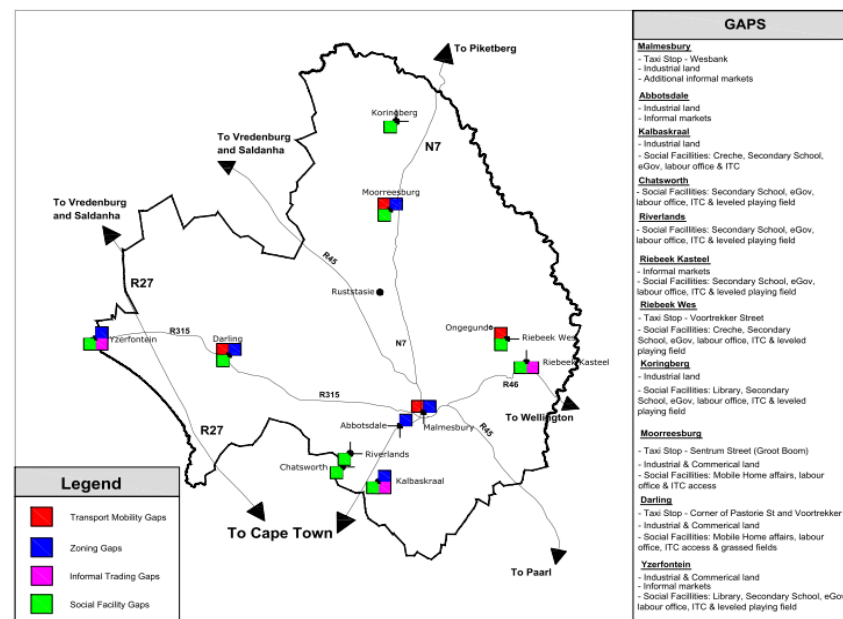 To Piketberg
Koringberg
To Vredenburg
and Saldanha
N7
Moorreesburg
To Vredenburg
and Saldanha
R45
R27
Ruststasie
R315
Yzerfontein
Darling
N7
Ongegund
Riebeek Wes
Riebeek Kasteel
R46
R315
To Wellington
R27
Abbotsdale
Malmesbury
R45
Riverlands
Chatsworth
Kalbaskraal
To Cape Town
To Paarl
Legend
Transport Mobility Gaps
Zoning Gaps
Informal Trading Gaps
Social Facility Gaps
GAPS
Malmesbury
- Taxi Stop - Wesbank
- Industrial land
- Additional informal markets
Abbotsdale
- Industrial land
- Informal markets
Kalbaskraal
- Industrial land
- Social Facillities: Creche, Secondary School,
eGov, labour office & ITC
Chatsworth
- Social Facillities: Secondary School, eGov,
labour office, ITC & leveled playing field
Riverlands
- Social Facillities: Secondary School, eGov,
labour office, ITC & leveled playing field
Riebeek Kasteel
- Informal markets
- Social Facillities: Secondary School, eGov,
labour office, ITC & leveled playing field
Riebeek Wes
- Taxi Stop - Voortrekker Street
- Social Facillities: Creche, Secondary
School, eGov, labour office, ITC & leveled
playing field
Koringberg
- Industrial land
- Social Facillities: Library, Secondary
School, eGov, labour office, ITC & leveled
playing field
Moorreesburg
- Taxi Stop - Sentrum Street (Groot Boom)
- Industrial & Commerical land
- Social Facillities: Mobile Home affairs, labour
office & ITC access
Darling
- Taxi Stop - Corner of Pastorie St and Voortrekker
- Industrial & Commerical land
- Social Facillities: Mobile Home affairs, labour
office, ITC access & grassed fields
Yzerfontein
- Industrial & Commerical land
- Informal markets
- Social Facillities: Library, Secondary School, eGov
labour office, ITC & leveled playing field